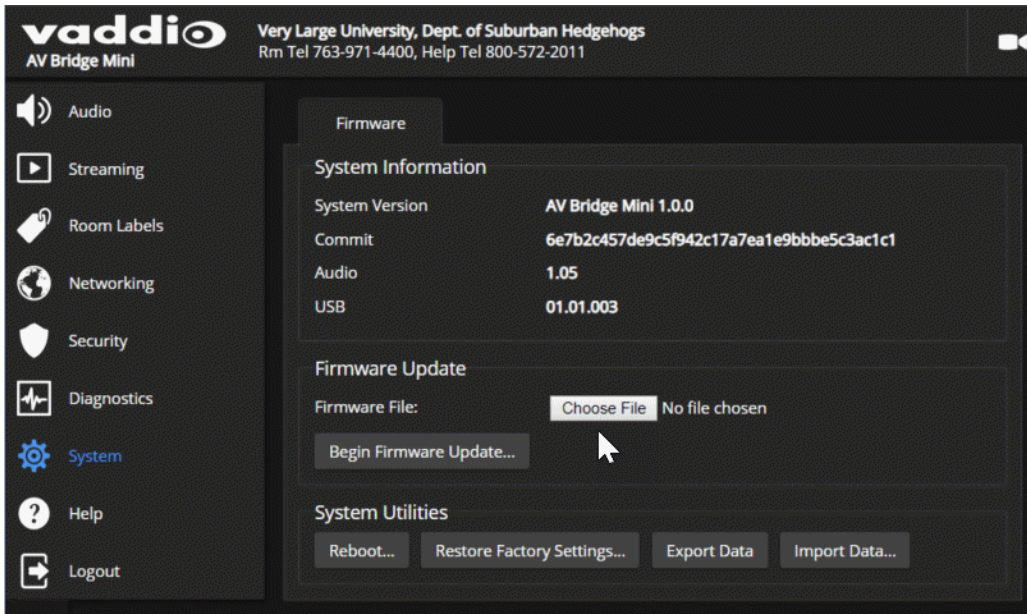 vaddio
AV Bridge Mini
Very Large University, Dept. of Suburban Hedgehogs
Rm Tel 763-971-4400, Help Tel 800-572-2011
Audio
Streaming
Room Labels
Networking
Security
Diagnostics
System
Help
Logout
Firmware
System Information
System Version AV Bridge Mini 1.0.0
Commit 6e7b2c457de9c5f942c17a7ea1e9bbbe5c3ac1c1
Audio 1.05
USB 01.01.003
Firmware Update
Firmware File: Choose File No file chosen
Begin Firmware Update...
System Utilities
Reboot... Restore Factory Settings... Export Data Import Data...